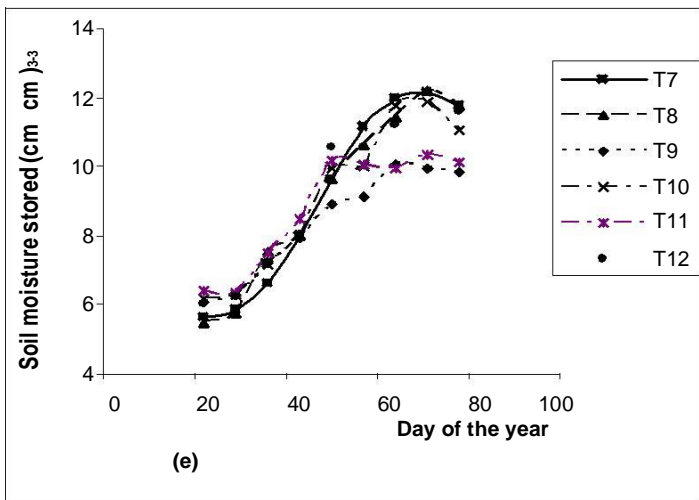 14
12
10
8
6
4
Soil moisture stored (cm cm)3-3
0 20 40 60 80 100
Day of the year
(e)
T7
T8
T9
T10
T11
T12